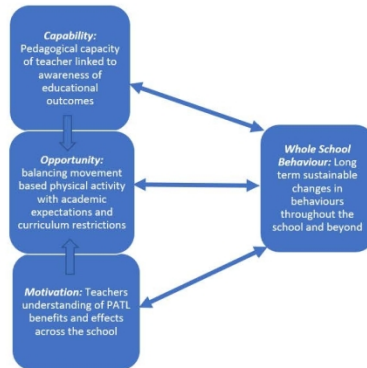 Capability:
Pedagogical capacity
of teacher linked to
awareness of
educational
outcomes
Opportunity:
balancing movement
based physical activity
with academic
expectations and
curriculum restrictions
Motivation: Teachers
understanding of PATL
benefits and effects
across the school
Whole School
Behaviour: Long
term sustainable
changes in
behaviours
throughout the
school and beyond